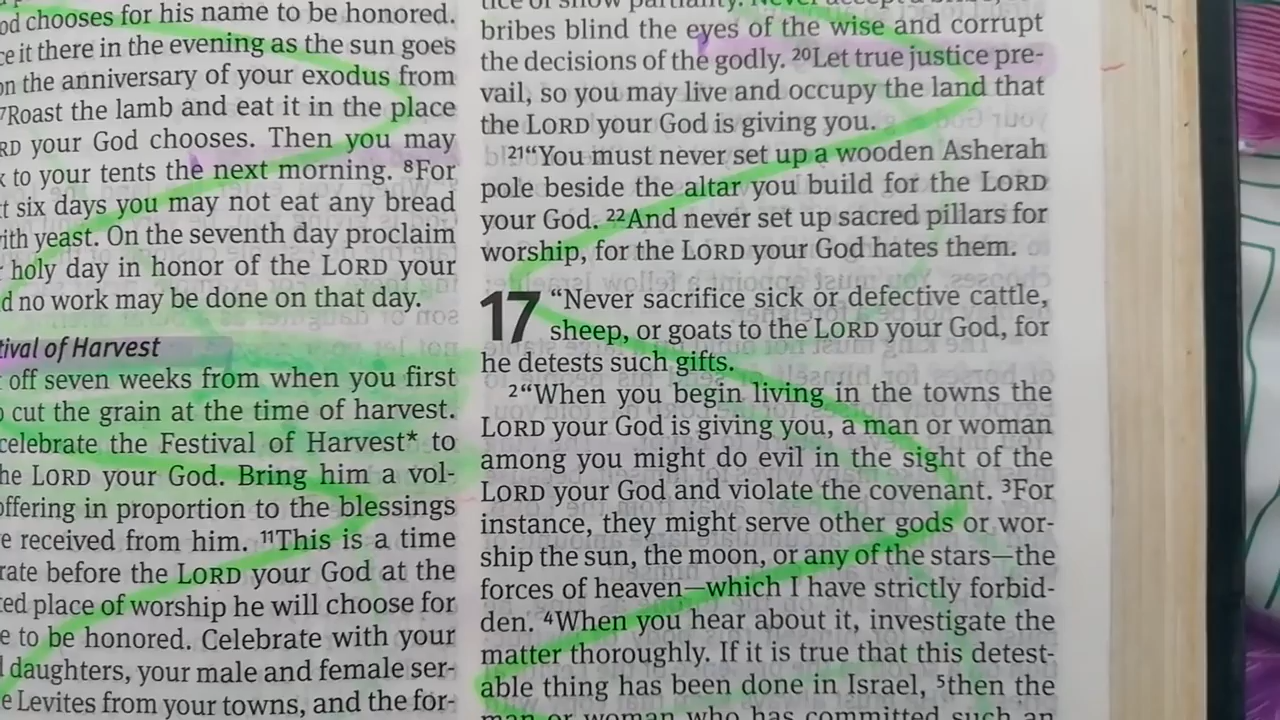 od chooses for his name to be honored.
ce it there in the evening as the sun goes
on the anniversary of your exodus from
7Roast the lamb and eat it in the place
RD your God chooses. Then you may
k to your tents the next morning. 8For
t six days you may not eat any bread
ith yeast. On the seventh day proclaim
r holy day in honor of the LORD your
d no work may be done on that day.
tival of Harvest
t off seven weeks from when you first
o cut the grain at the time of harvest.
celebrate the Festival of Harvest* to
he LORD your God. Bring him a vol-
offering in proportion to the blessings
e received from him. 11This is a time
rate before the LORD your God at the
ted place of worship he will choose for
e to be honored. Celebrate with your
l daughters, your male and female ser-
e Levites from your towns, and the for-
bribes blind the eyes of the wise and corrupt
the decisions of the godly. 20Let true justice pre-
vail, so you may live and occupy the land that
the LORD your God is giving you.
21“You must never set up a wooden Asherah
pole beside the altar you build for the LORD
your God. 22And never set up sacred pillars for
worship, for the LORD your God hates them.
17 “Never sacrifice sick or defective cattle,
sheep, or goats to the LORD your God, for
he detests such gifts.
2“When you begin living in the towns the
LORD your God is giving you, a man or woman
among you might do evil in the sight of the
LORD your God and violate the covenant. 3For
instance, they might serve other gods or wor-
ship the sun, the moon, or any of the stars—the
forces of heaven—which I have strictly forbid-
den. 4When you hear about it, investigate the
matter thoroughly. If it is true that this detest-
able thing has been done in Israel, 5then the
man or woman who has committed such an